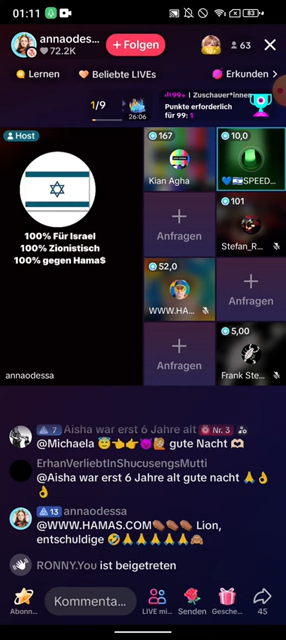 01:11
83
annaodes...
72.2K
+ Folgen
63
Lernen
Beliebte LIVEs
Erkunden
1/9
26:06
99+ | Zuschauer*innen
Punkte erforderlich
für 99: 1
Host
100% Für Israel
100% Zionistisch
100% gegen Hama$
annaodessa
167
Kian Agha
10,0
SPEED...
Anfragen
101
Stefan_R...
52,0
WWW.HA...
Anfragen
Anfragen
5,00
Frank Ste...
7 Aisha war erst 6 Jahre alt Nr. 3
@Michaela 😇👈👉😈🙋🏼 gute Nacht 🫶🏻
ErhanVerliebtInShucusengsMutti
@Aisha war erst 6 Jahre alt gute nacht 🙏👌
👌
13 annaodessa
@WWW.HAMAS.COM Lion,
entschuldige 🤣🙏🙏🙏🙏🙏🙈
RONNY.You ist beigetreten
Abonn...
Kommenta...
LIVE mi...
Senden
Gesche...
45